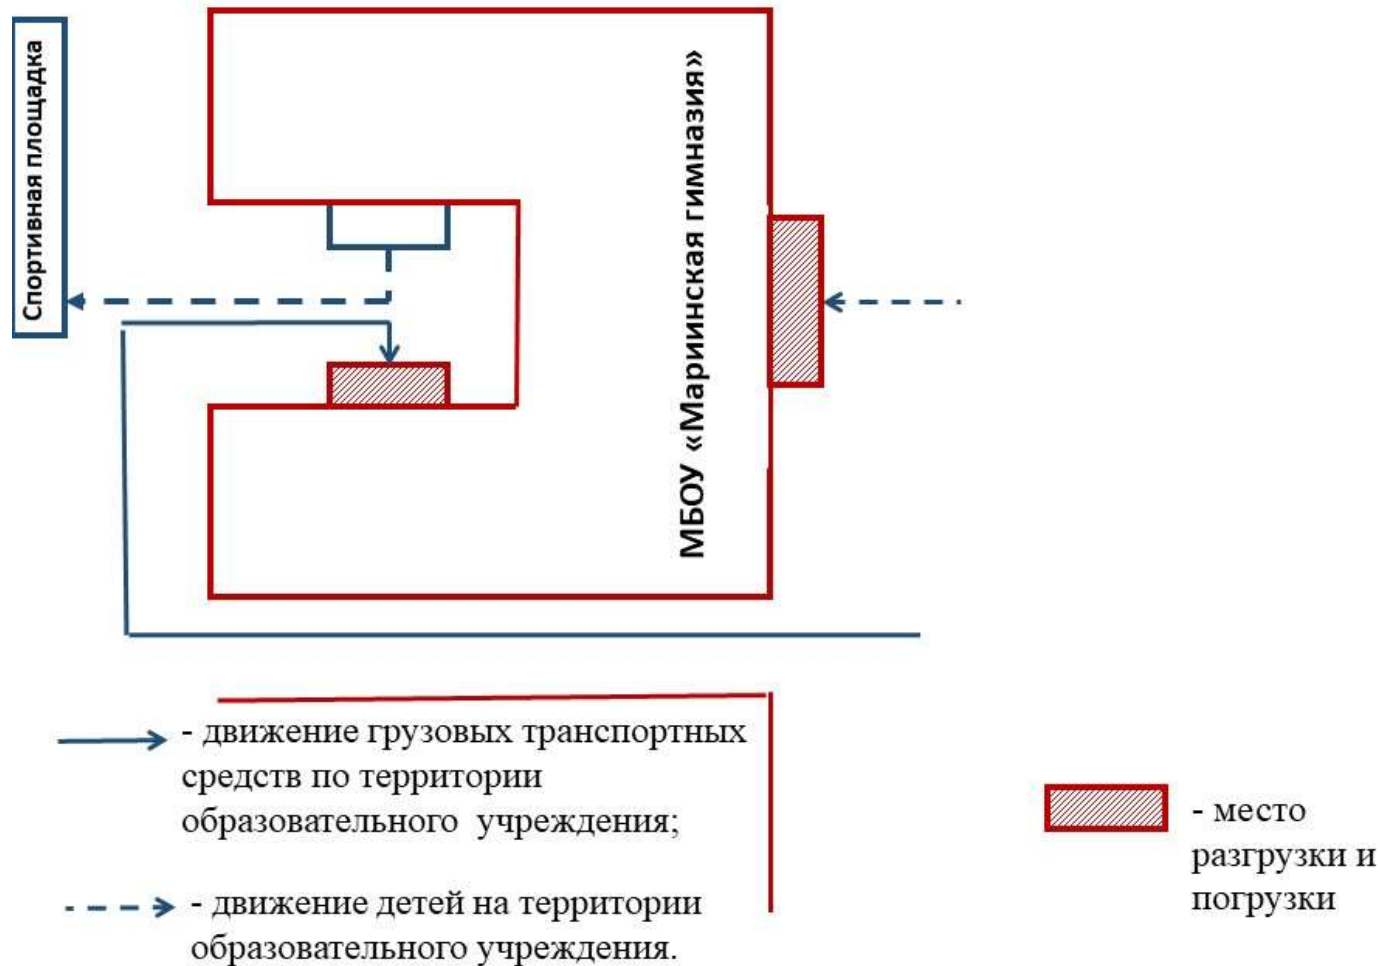 Спортивная площадка
МБОУ «Мариинская гимназия»
- движение грузовых транспортных
средств по территории
образовательного учреждения;
- движение детей на территории
образовательного учреждения.
- место
разгрузки и
погрузки